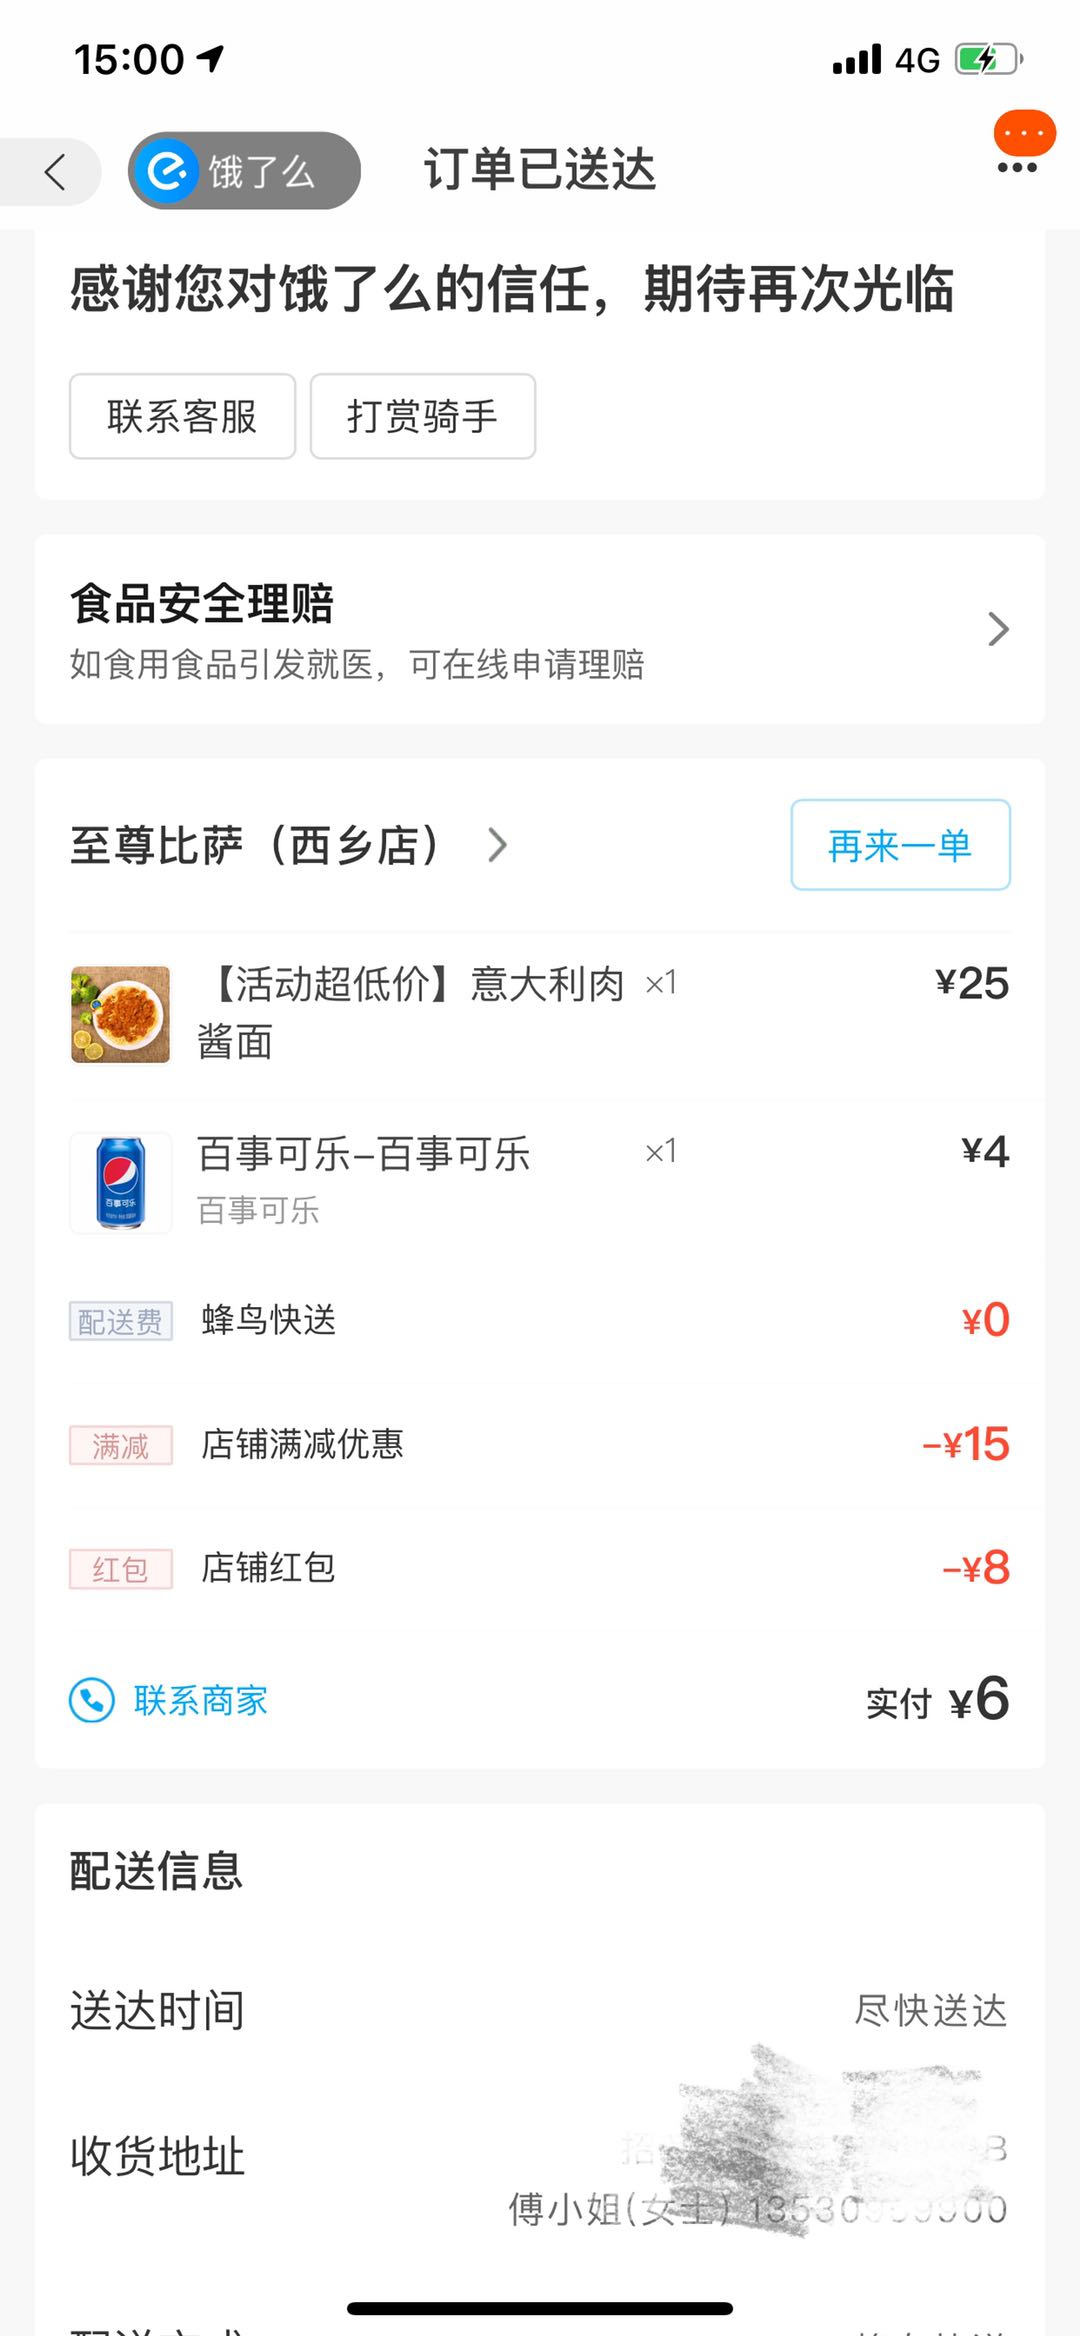 15:00 4G
饿了么 订单已送达
感谢您对饿了么的信任，期待再次光临
联系客服 打赏骑手
食品安全理赔
如食用食品引发就医，可在线申请理赔
至尊比萨（西乡店） 再来一单
【活动超低价】意大利肉 ×1 ¥25
酱面
百事可乐–百事可乐 ×1 ¥4
百事可乐
百事可乐
配送费 蜂鸟快送 ¥0
满减 店铺满减优惠 –¥15
红包 店铺红包 –¥8
联系商家 实付 ¥6
配送信息
送达时间 尽快送达
收货地址
傅小姐(女士)